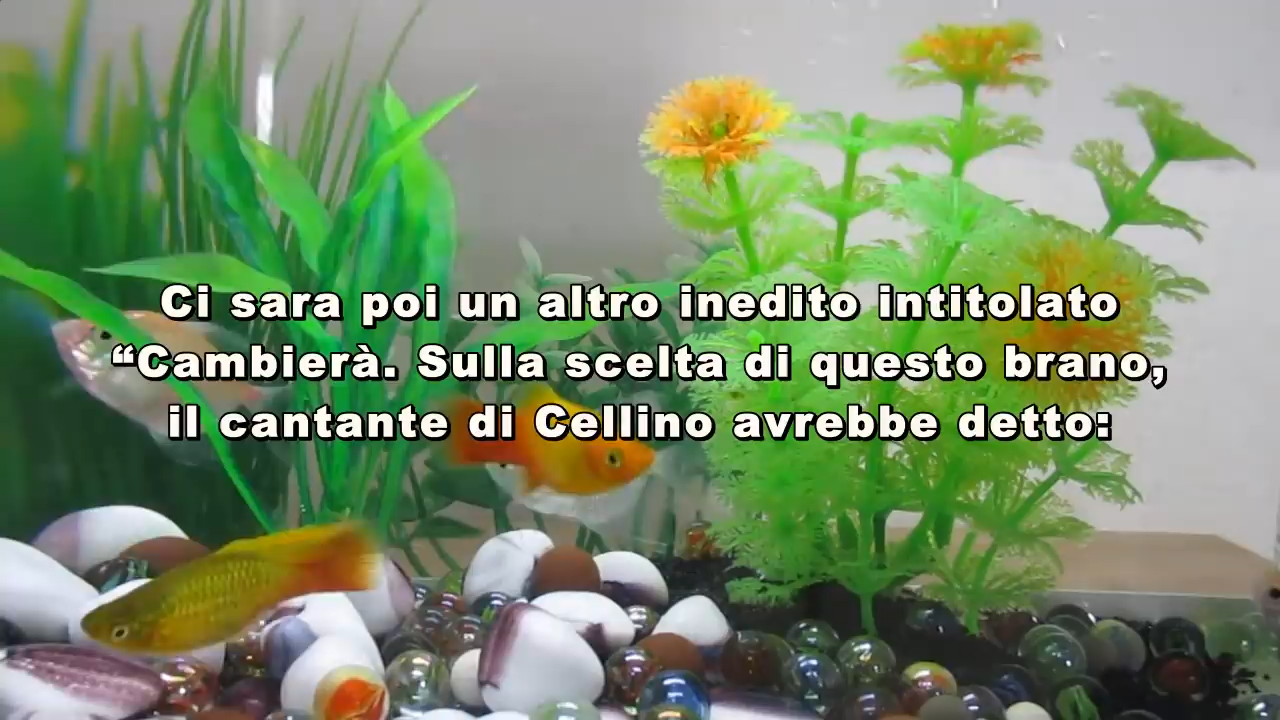 Ci sara poi un altro inedito intitolato
“Cambierà. Sulla scelta di questo brano,
il cantante di Cellino avrebbe detto: